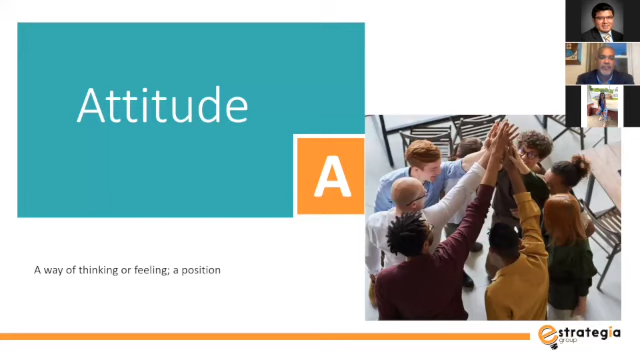 Attitude
A
A way of thinking or feeling; a position
estrategia
group